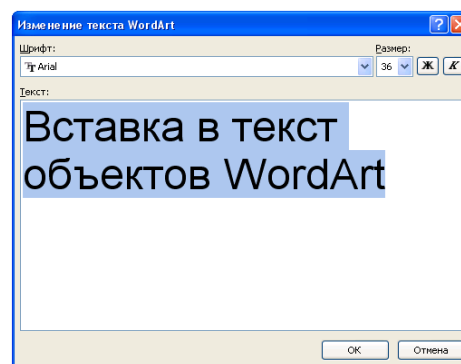 Изменение текста WordArt
Шрифт: Размер:
Arial 36 Ж К
Текст:
Вставка в текст
объектов WordArt
ОК Отмена